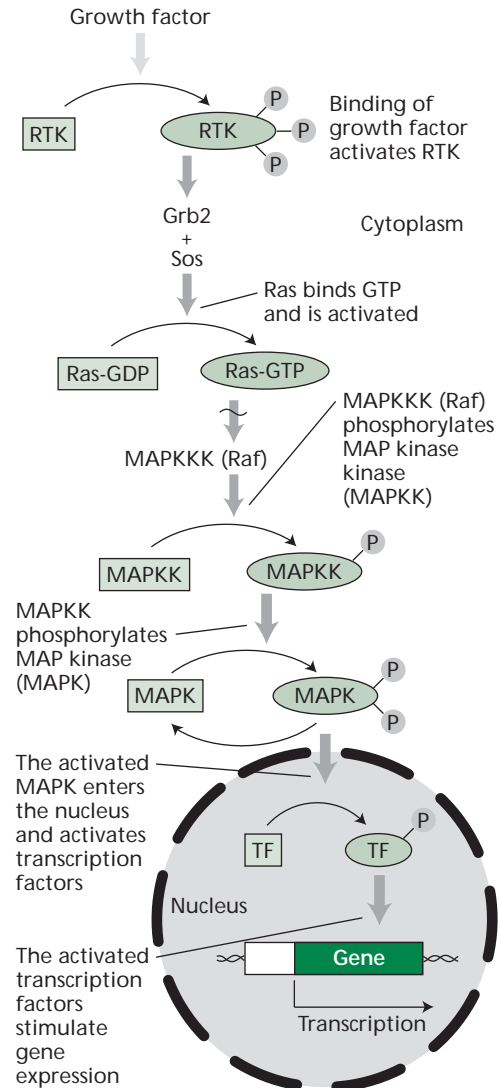 Growth factor
P
RTK
RTK
P
P
Binding of
growth factor
activates RTK
Grb2
+
Sos
Cytoplasm
Ras binds GTP
and is activated
Ras-GDP
Ras-GTP
MAPKKK (Raf)
MAPKKK (Raf)
phosphorylates
MAP kinase
kinase
(MAPKK)
P
MAPKK
MAPKK
MAPKK
phosphorylates
MAP kinase
(MAPK)
MAPK
MAPK
P
P
The activated
MAPK enters
the nucleus
and activates
transcription
factors
P
TF
TF
Nucleus
The activated
transcription
factors
stimulate
gene
expression
Gene
Transcription